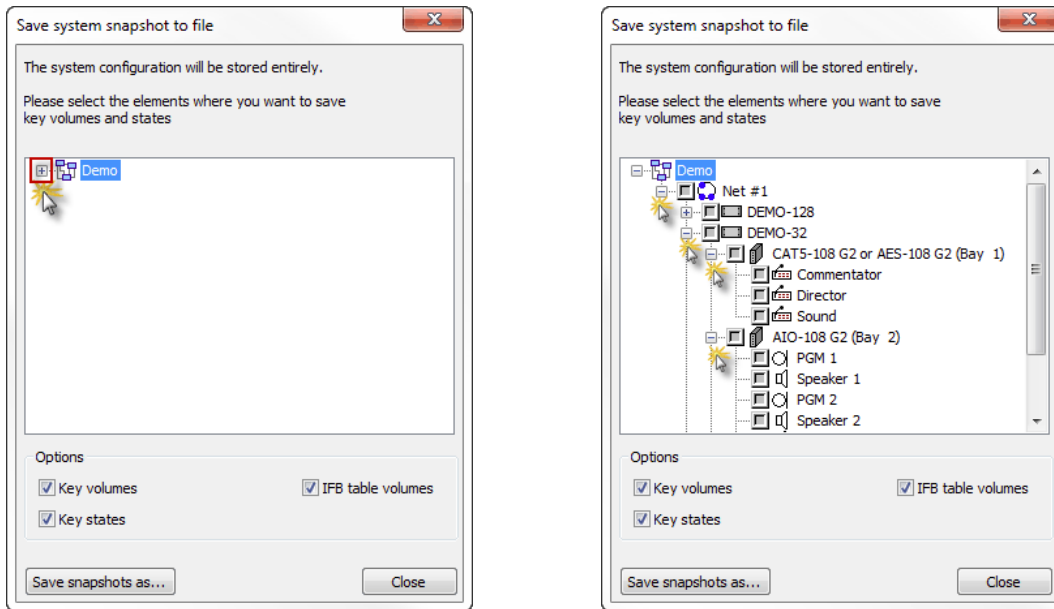 Save system snapshot to file
The system configuration will be stored entirely.
Please select the elements where you want to save
key volumes and states
Demo
Options
Key volumes
IFB table volumes
Key states
Save snapshots as...
Close
Save system snapshot to file
The system configuration will be stored entirely.
Please select the elements where you want to save
key volumes and states
Demo
Net #1
DEMO-128
DEMO-32
CAT5-108 G2 or AES-108 G2 (Bay 1)
Commentator
Director
Sound
AIO-108 G2 (Bay 2)
PGM 1
Speaker 1
PGM 2
Speaker 2
Options
Key volumes
IFB table volumes
Key states
Save snapshots as...
Close